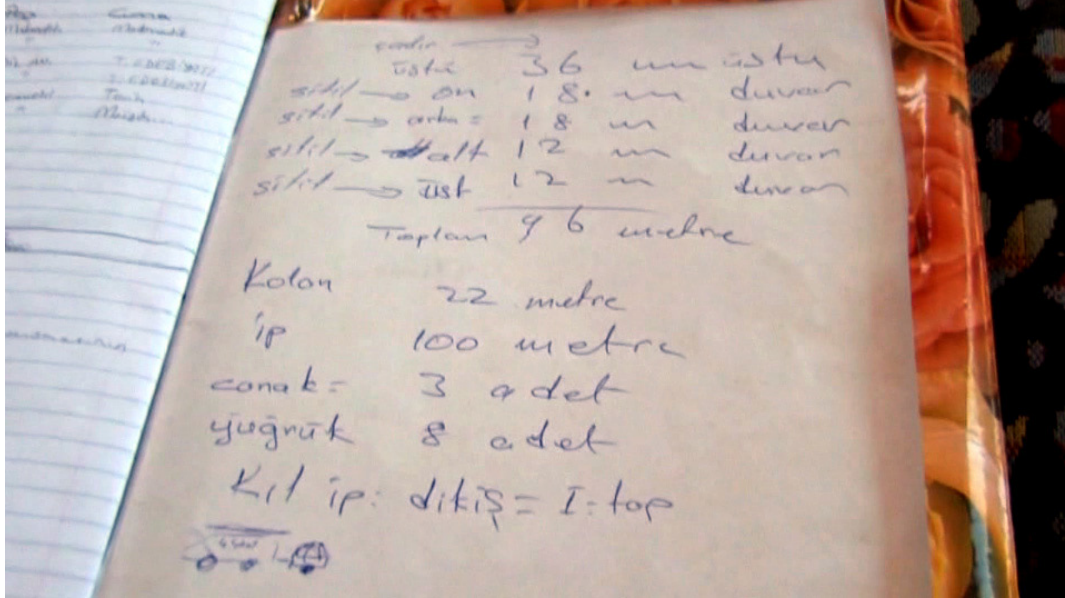 çadır →
üstü 36 m üstü
sitil → ön 18 m duvar
sitil → arka = 18 m duvar
sitil → alt 12 m duvar
sitil → üst 12 m duvar
Toplam 96 metre
Kolon 22 metre
ip 100 metre
çanak = 3 adet
yuğrük 8 adet
Kıl ip: dikiş = I: top